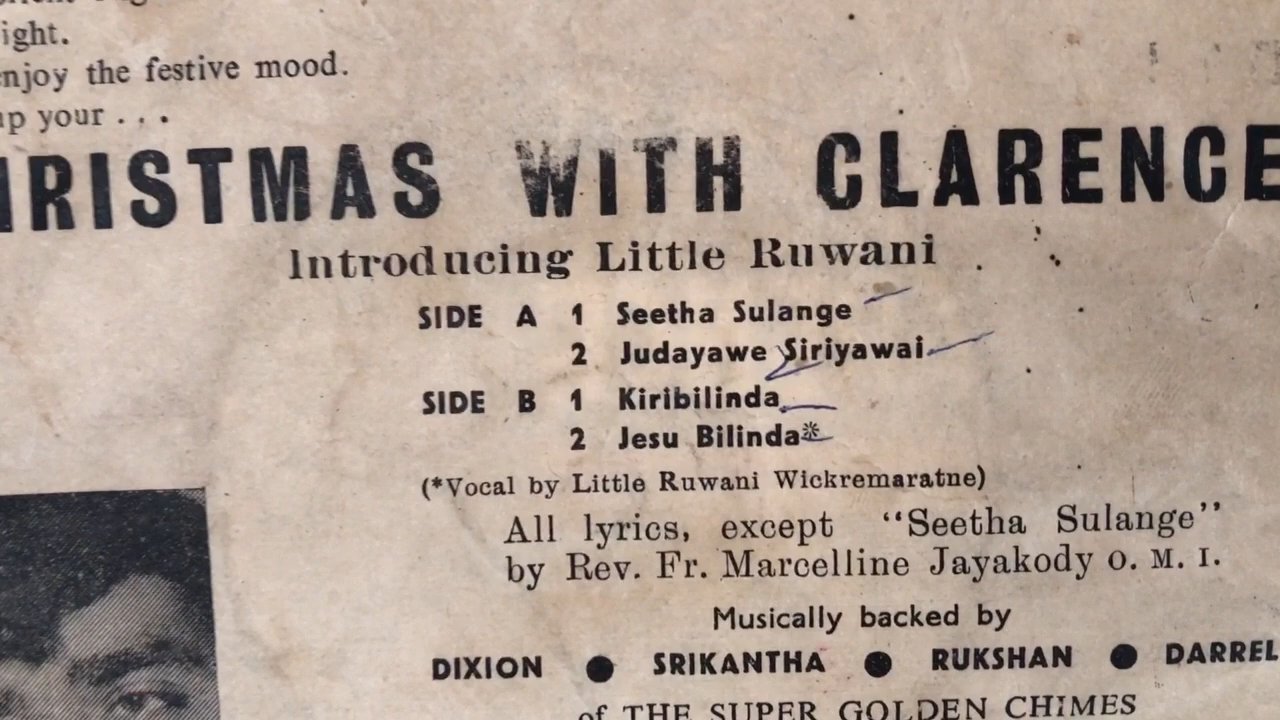 ight.
enjoy the festive mood.
up your . . .
CHRISTMAS WITH CLARENCE
Introducing Little Ruwani
SIDE A 1 Seetha Sulange
2 Judayawe Siriyawai
SIDE B 1 Kiribilinda
2 Jesu Bilinda*
(*Vocal by Little Ruwani Wickremaratne)
All lyrics, except "Seetha Sulange"
by Rev. Fr. Marcelline Jayakody O. M. I.
Musically backed by
DIXION ● SRIKANTHA ● RUKSHAN ● DARREL
of THE SUPER GOLDEN CHIMES